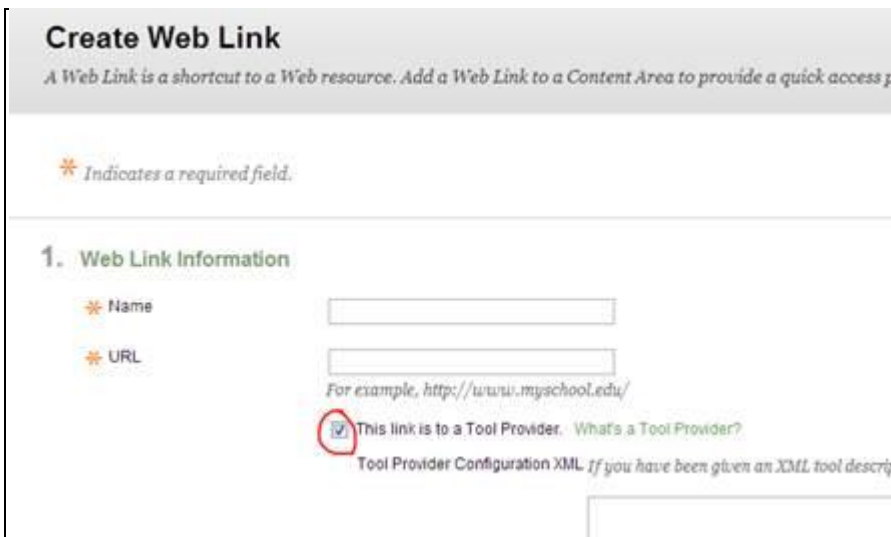 Create Web Link
A Web Link is a shortcut to a Web resource. Add a Web Link to a Content Area to provide a quick access
* Indicates a required field.
1. Web Link Information
* Name
* URL
For example, http://www.myschool.edu/
This link is to a Tool Provider. What's a Tool Provider?
Tool Provider Configuration XML If you have been given an XML tool